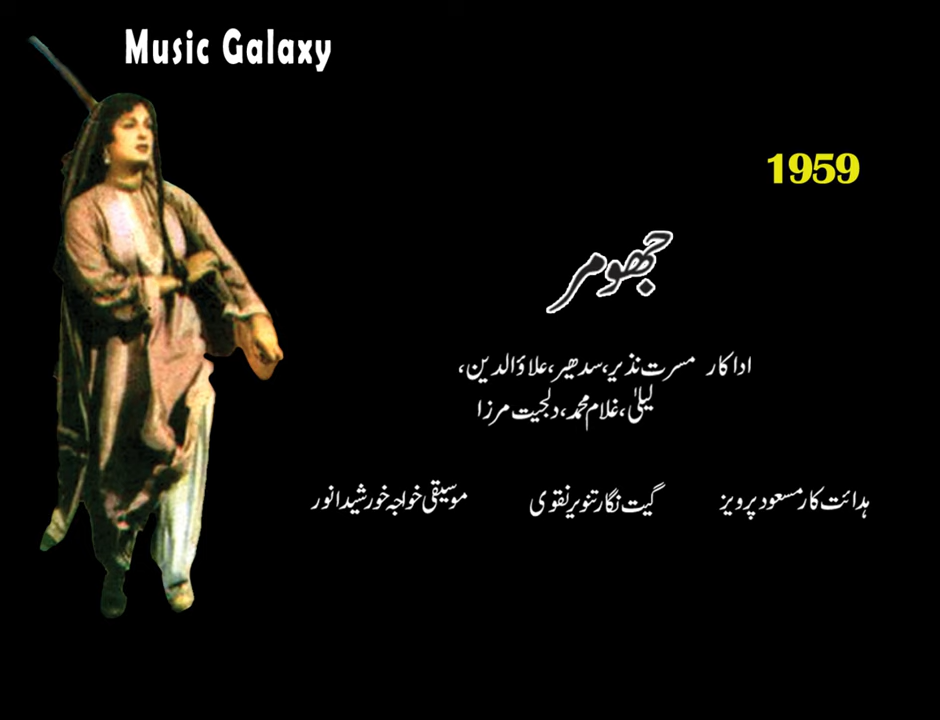 Music Galaxy
1959
جھومر
اداکار مسرت نذیر، سدھیر، علاؤالدین،
لیلیٰ، غلام محمد، دلجیت مرزا
ہدائت کار مسعود پرویز گیت نگار تنویر نقوی موسیقی خواجہ خورشید انور